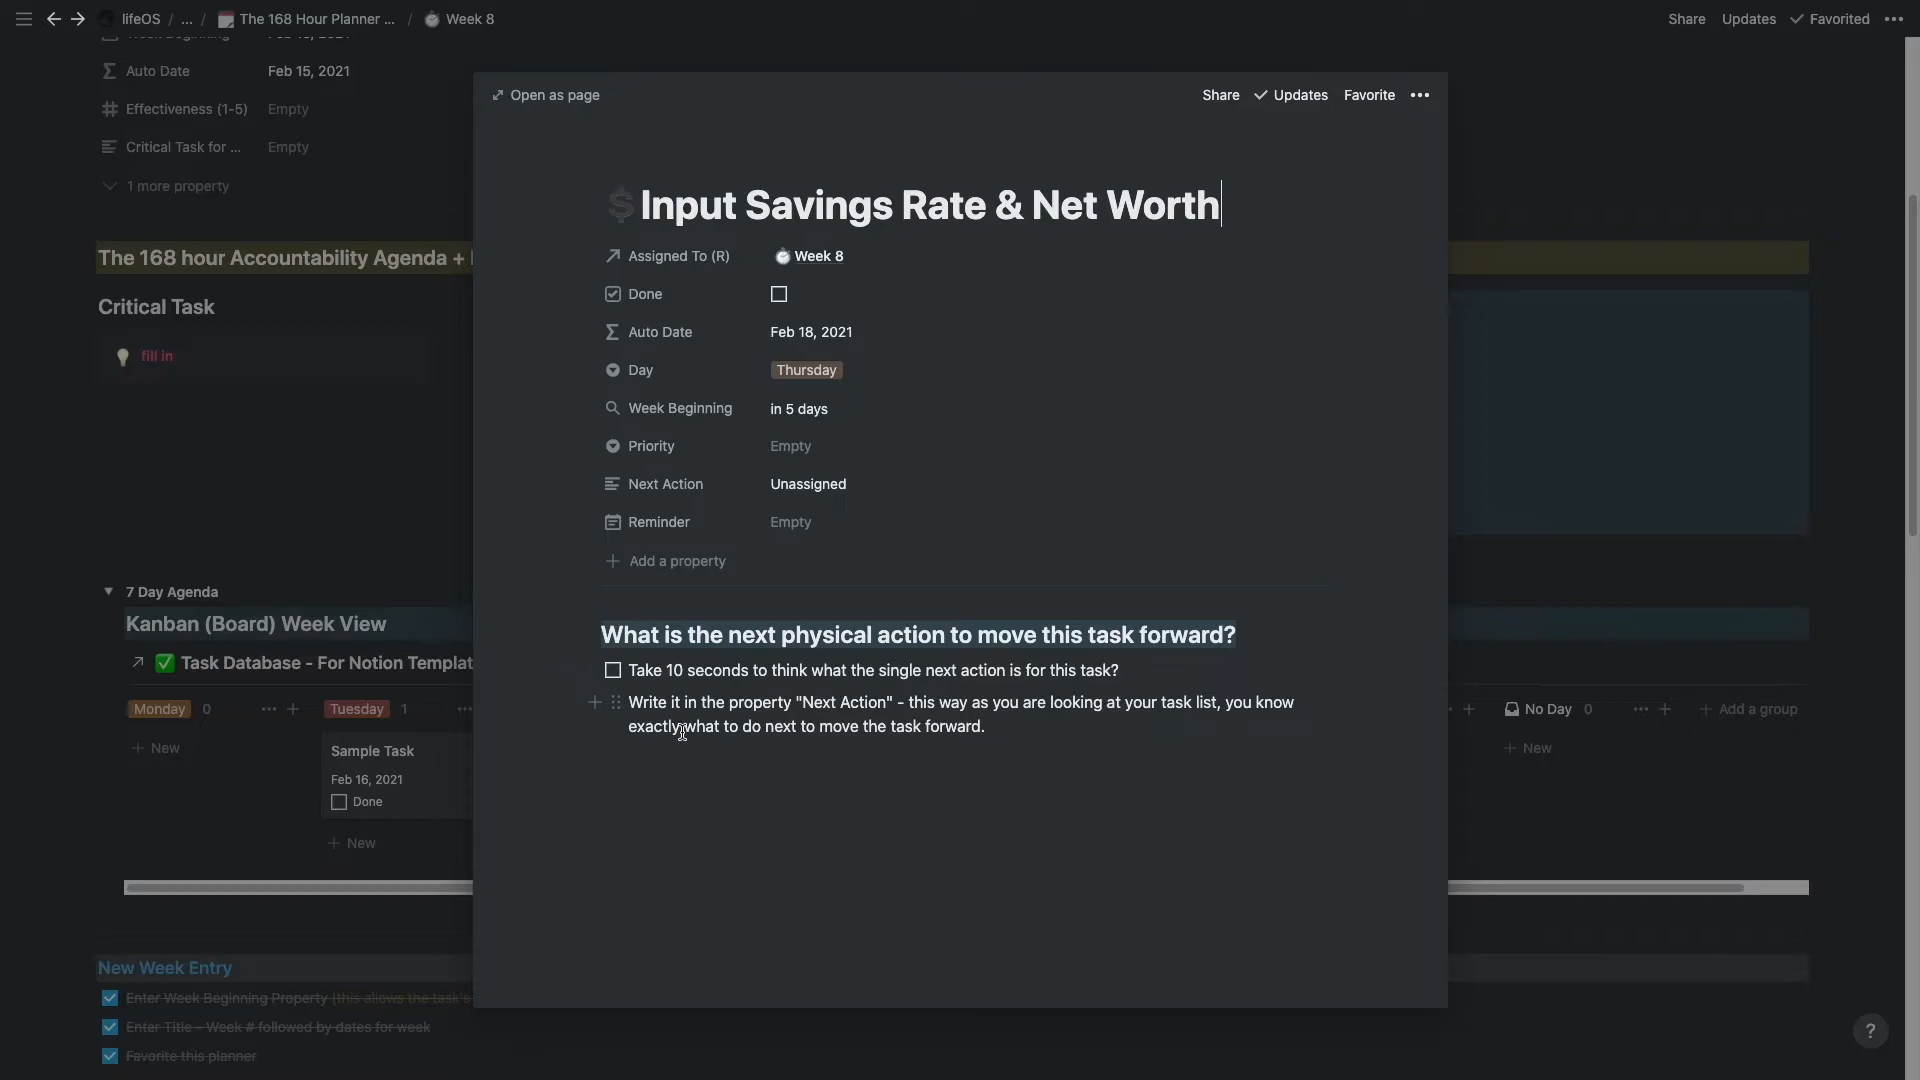 lifeOS / ... / The 168 Hour Planner ... / Week 8
Share Updates Favorited
Auto Date Feb 15, 2021
Effectiveness (1-5) Empty
Critical Task for ... Empty
1 more property
The 168 hour Accountability Agenda +
Critical Task
fill in
7 Day Agenda
Kanban (Board) Week View
Task Database - For Notion Templat
Monday 0
Tuesday 1
No Day 0
Add a group
New
Sample Task
New
Feb 16, 2021
Done
New
New Week Entry
Enter Week Beginning Property (this allows the task's
Enter Title - Week # followed by dates for week
Favorite this planner
Open as page
Share Updates Favorite
$ Input Savings Rate & Net Worth
Assigned To (R) Week 8
Done
Auto Date Feb 18, 2021
Day Thursday
Week Beginning in 5 days
Priority Empty
Next Action Unassigned
Reminder Empty
Add a property
What is the next physical action to move this task forward?
Take 10 seconds to think what the single next action is for this task?
Write it in the property "Next Action" - this way as you are looking at your task list, you know
exactly what to do next to move the task forward.
?